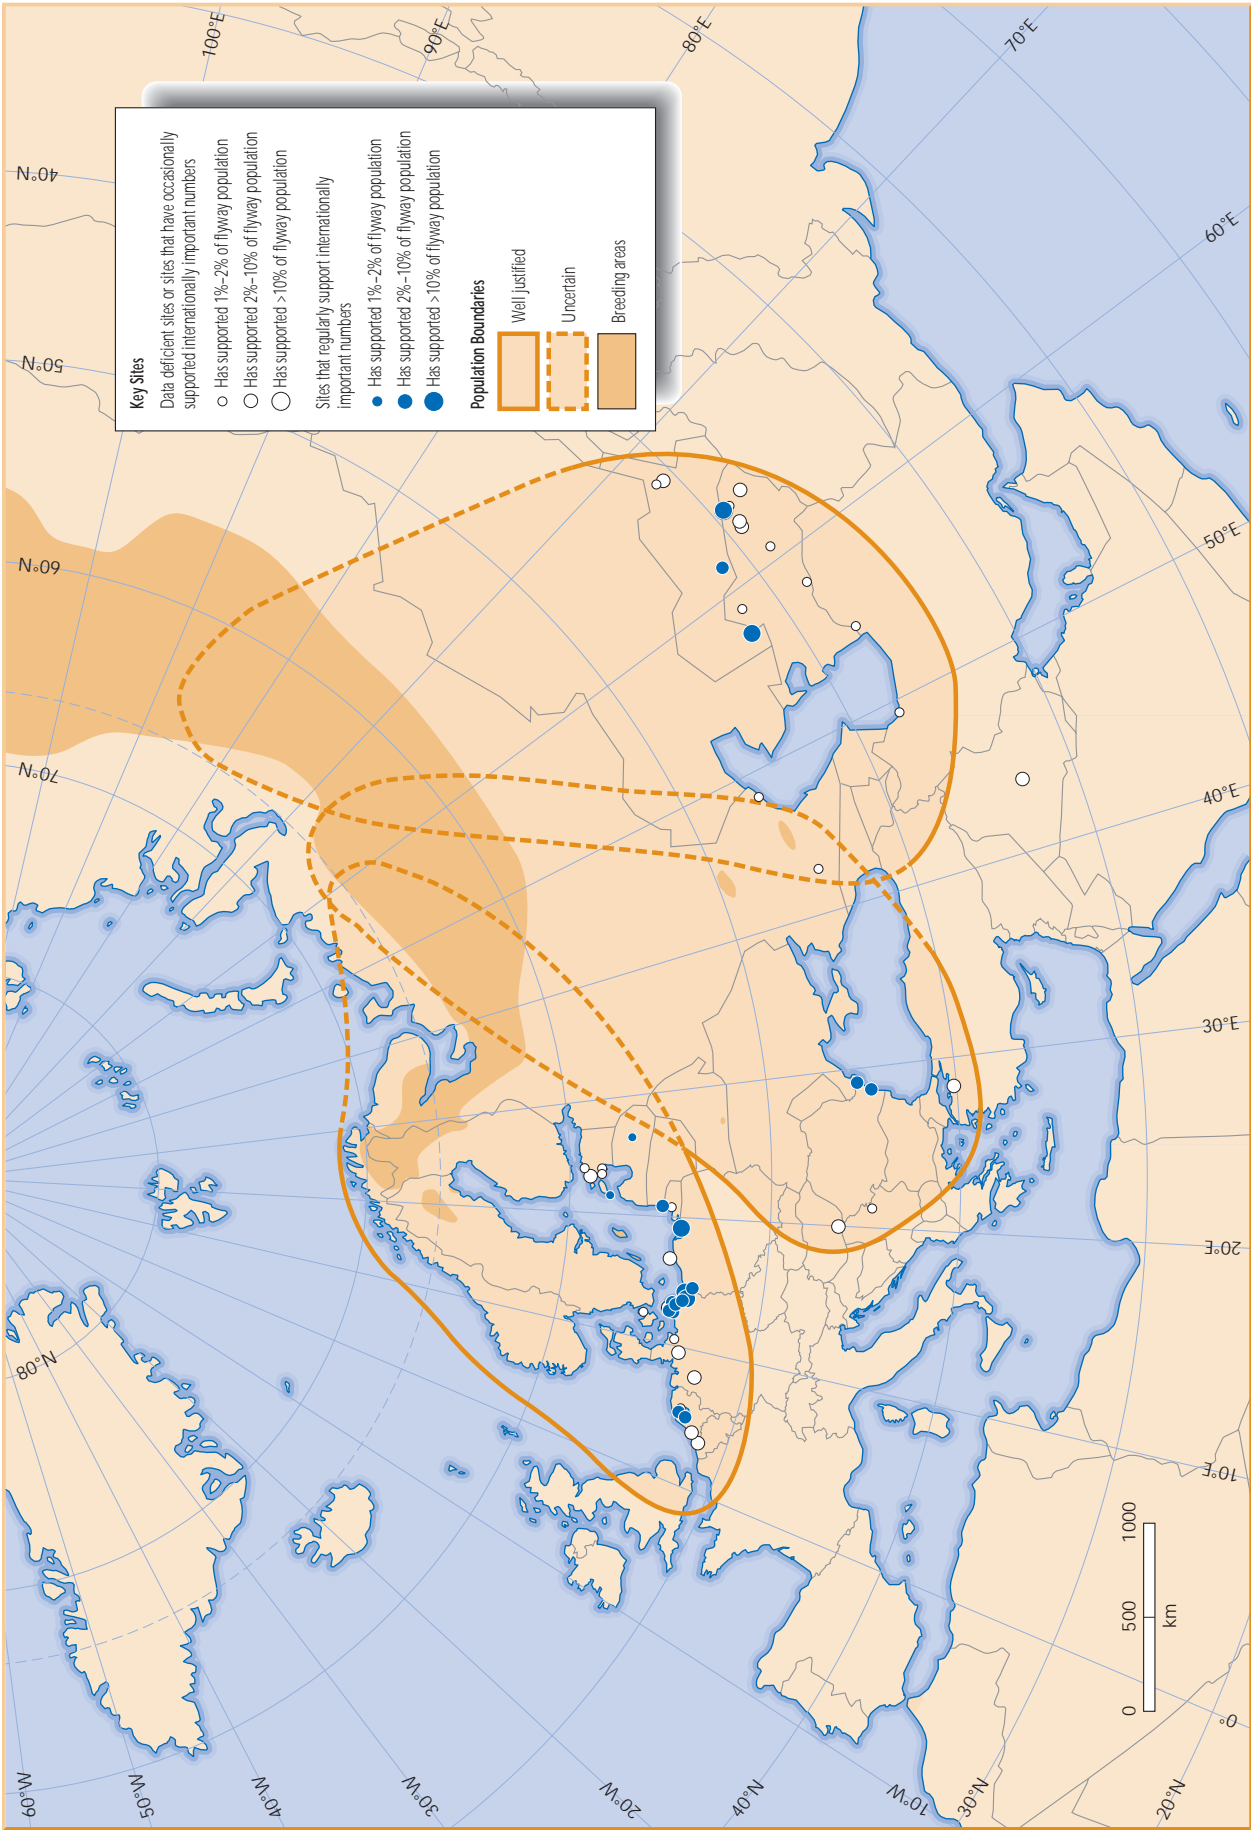 Key Sites
Data deficient sites or sites that have occasionally
supported internationally important numbers
Has supported 1%–2% of flyway population
Has supported 2%–10% of flyway population
Has supported >10% of flyway population
Sites that regularly support internationally
important numbers
Has supported 1%–2% of flyway population
Has supported 2%–10% of flyway population
Has supported >10% of flyway population
Population Boundaries
Well justified
Uncertain
Breeding areas
60°W
50°W
40°W
30°W
20°W
10°W
0°
10°E
20°E
30°E
40°E
50°E
60°E
70°E
80°E
90°E
100°E
80°N
70°N
60°N
50°N
40°N
40°N
30°N
20°N
0 500 1000
km